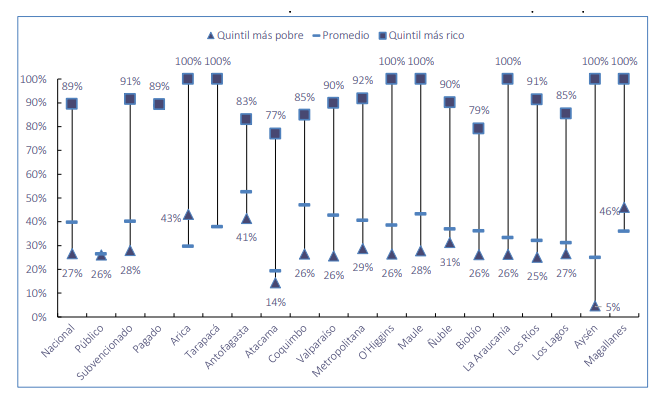 Quintil más pobre Promedio Quintil más rico
100% 100% 100% 100% 100% 100% 100%
89% 91% 89% 83% 77% 85% 90% 92% 90% 79% 91% 85%
43% 46%
27% 26% 28% 41% 14% 26% 26% 29% 26% 28% 31% 26% 26% 25% 27% 5%
100%
90%
80%
70%
60%
50%
40%
30%
20%
10%
0%
Nacional
Público
Subvencionado
Pagado
Arica
Tarapacá
Antofagasta
Atacama
Coquimbo
Valparaíso
Metropolitana
O'Higgins
Maule
Ñuble
Biobío
La Araucanía
Los Ríos
Los Lagos
Aysén
Magallanes